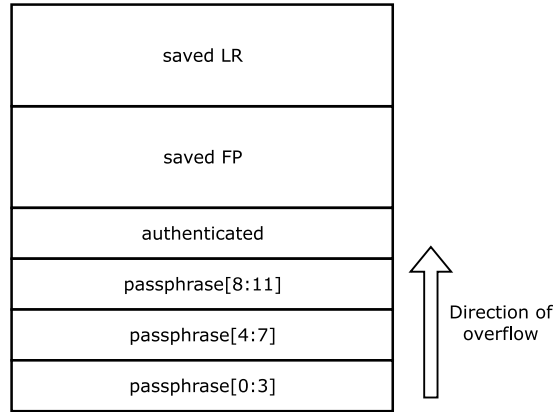 saved LR
saved FP
authenticated
passphrase[8:11]
passphrase[4:7]
passphrase[0:3]
Direction of
overflow